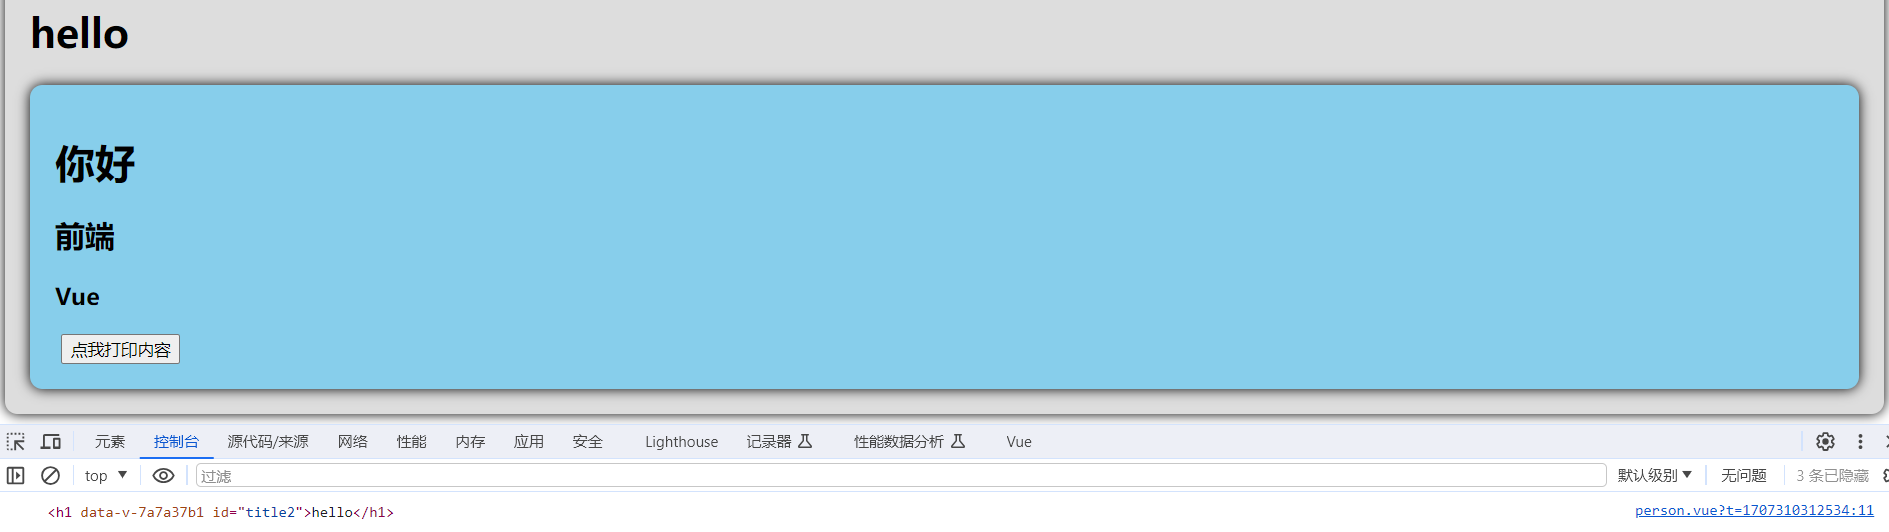 hello
你好
前端
Vue
点我打印内容
元素 控制台 源代码/来源 网络 性能 内存 应用 安全 Lighthouse 记录器 性能数据分析 Vue
top 过滤 默认级别 无问题 3 条已隐藏
<h1 data-v-7a7a37b1 id="title2">hello</h1> person.vue?t=1707310312534:11